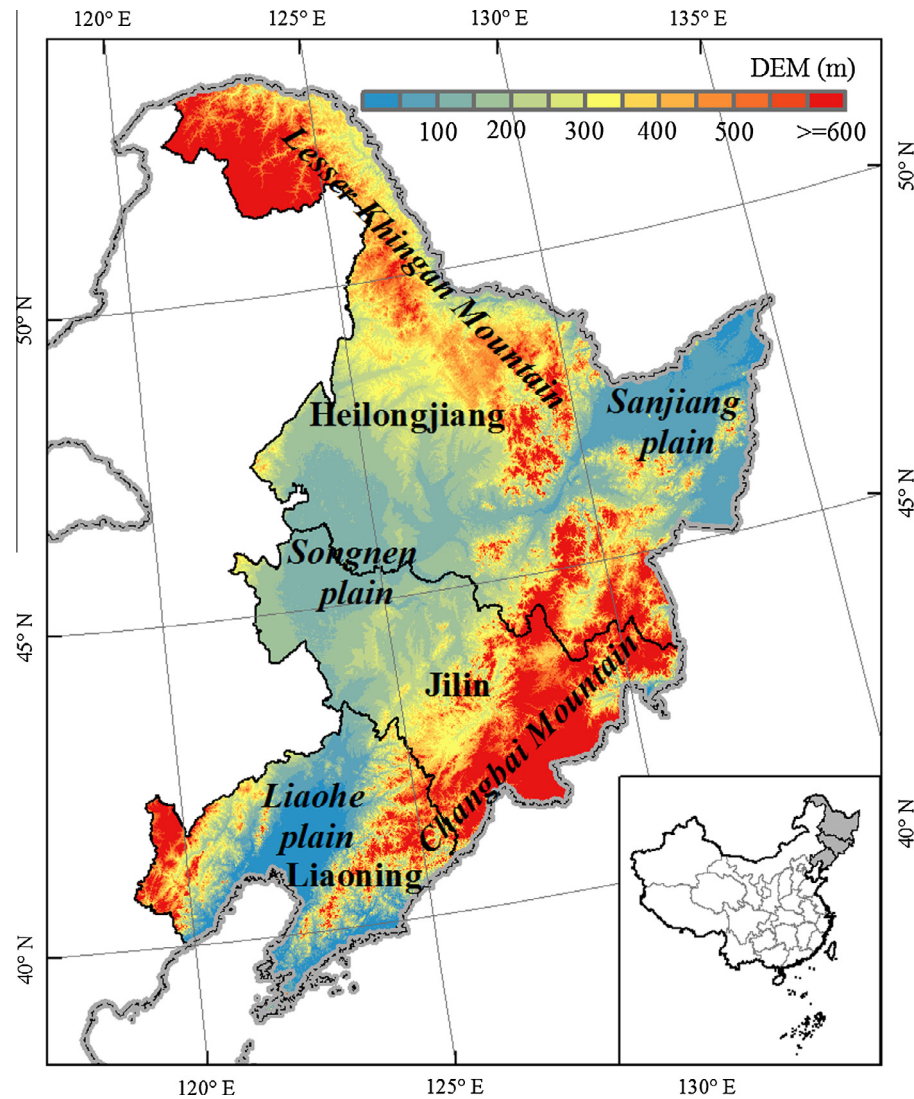 120° E
125° E
130° E
135° E
DEM (m)
100 200 300 400 500 >=600
50° N
50° N
Lesser Khingan Mountain
Heilongjiang
Sanjiang
plain
45° N
Songnen
plain
45° N
Jilin
Changbai Mountain
Liaohe
plain
Liaoning
40° N
40° N
120° E
125° E
130° E